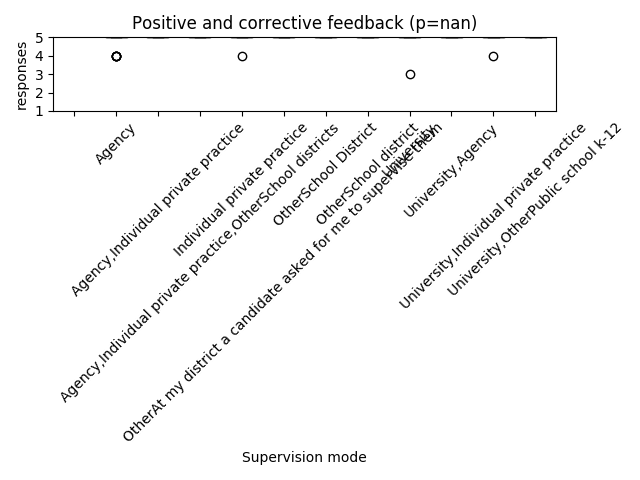 Positive and corrective feedback (p=nan)
responses
5
4
3
2
1
Agency
Agency,Individual private practice
Agency,Individual private practice,OtherSchool districts
Individual private practice
OtherAt my district a candidate asked for me to supervise them
OtherSchool District
OtherSchool district
University
University,Agency
University,Individual private practice
University,OtherPublic school k-12
Supervision mode